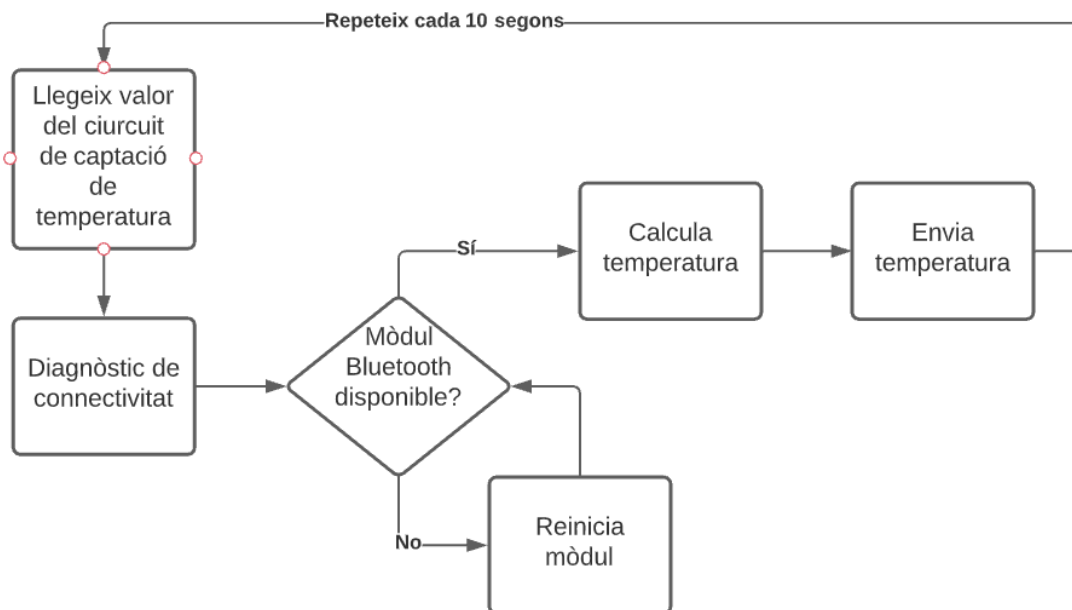 Repeteix cada 10 segons
Llegeix valor
del ciurcuit
de captació
de
temperatura
Diagnòstic de
connectivitat
Mòdul
Bluetooth
disponible?
Sí
Calcula
temperatura
Envia
temperatura
No
Reinicia
mòdul